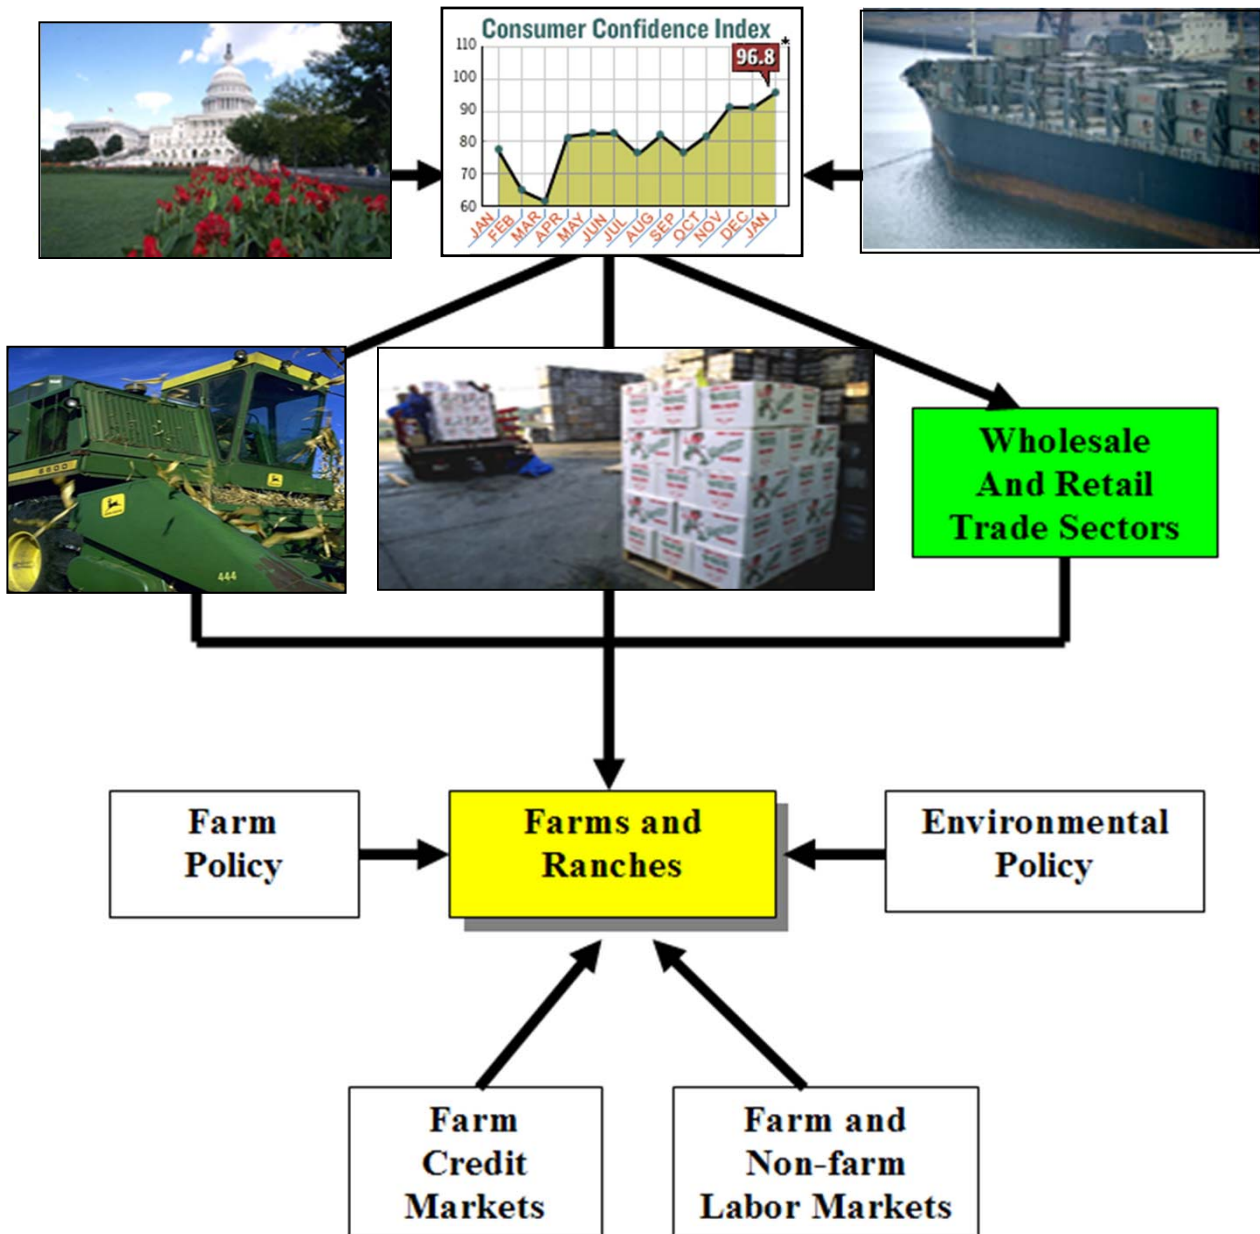 Consumer Confidence Index
*
96.8
110
100
90
80
70
60
JAN
FEB
MAR
APR
MAY
JUN
JUL
AUG
SEP
OCT
NOV
DEC
JAN
6600
444
Wholesale
And Retail
Trade Sectors
Farm
Policy
Farms and
Ranches
Environmental
Policy
Farm
Credit
Markets
Farm and
Non-farm
Labor Markets